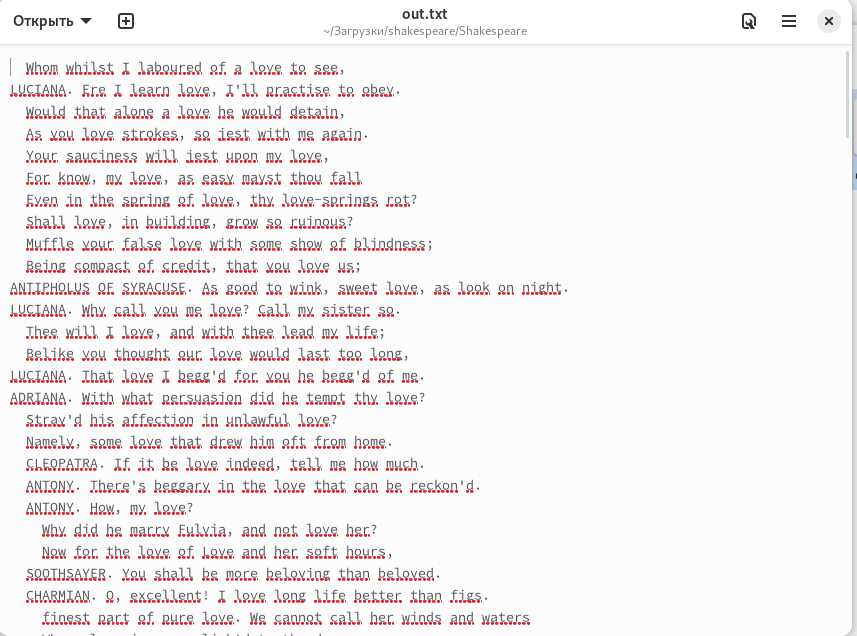 Открыть
out.txt
~/Загрузки/shakespeare/Shakespeare
Whom whilst I laboured of a love to see,
LUCIANA. Ere I learn love, I'll practise to obey.
Would that alone a love he would detain,
As you love strokes, so jest with me again.
Your sauciness will jest upon my love,
For know, my love, as easy mayst thou fall
Even in the spring of love, thy love-springs rot?
Shall love, in building, grow so ruinous?
Muffle your false love with some show of blindness;
Being compact of credit, that you love us;
ANTIPHOLUS OF SYRACUSE. As good to wink, sweet love, as look on night.
LUCIANA. Why call you me love? Call my sister so.
Thee will I love, and with thee lead my life;
Belike you thought our love would last too long,
LUCIANA. That love I begg'd for you he begg'd of me.
ADRIANA. With what persuasion did he tempt thy love?
Stray'd his affection in unlawful love?
Namely, some love that drew him oft from home.
CLEOPATRA. If it be love indeed, tell me how much.
ANTONY. There's beggary in the love that can be reckon'd.
ANTONY. How, my love?
Why did he marry Fulvia, and not love her?
Now for the love of Love and her soft hours,
SOOTHSAYER. You shall be more beloving than beloved.
CHARMIAN. O, excellent! I love long life better than figs.
finest part of pure love. We cannot call her winds and waters